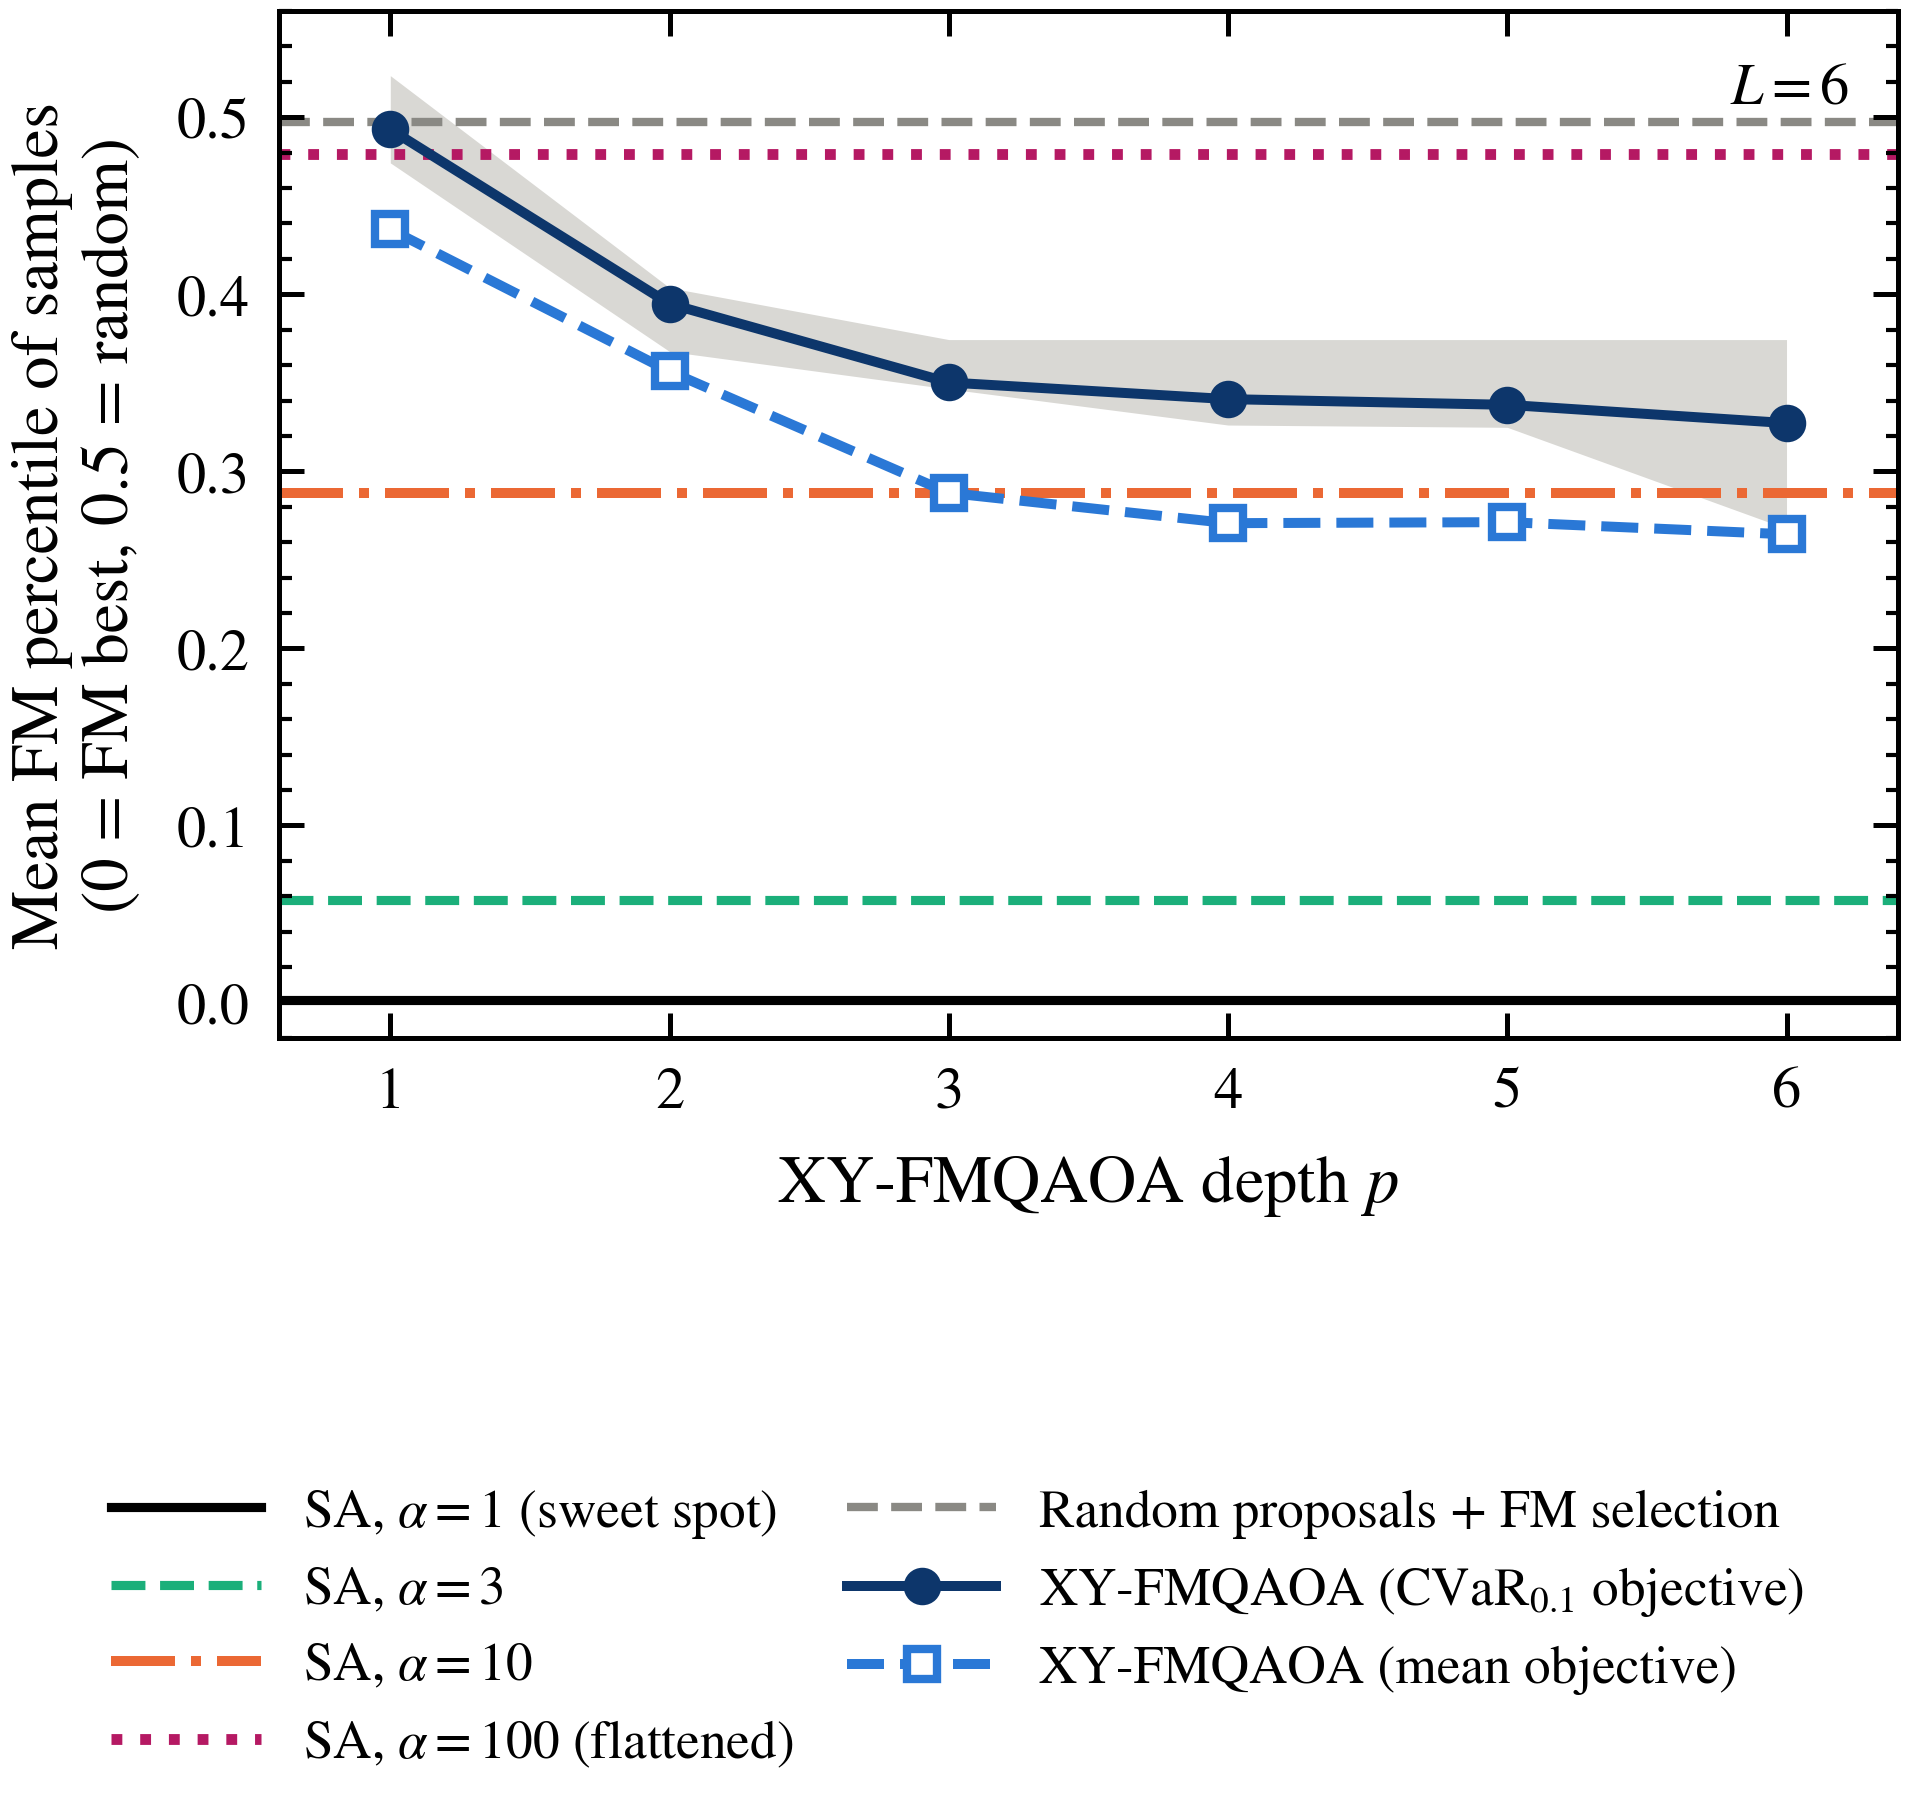 Mean FM percentile of samples
(0 = FM best, 0.5 = random)
L = 6
0.5
0.4
0.3
0.2
0.1
0.0
1 2 3 4 5 6
XY-FMQAOA depth p
SA, α = 1 (sweet spot)
SA, α = 3
SA, α = 10
SA, α = 100 (flattened)
Random proposals + FM selection
XY-FMQAOA (CVaR0.1 objective)
XY-FMQAOA (mean objective)